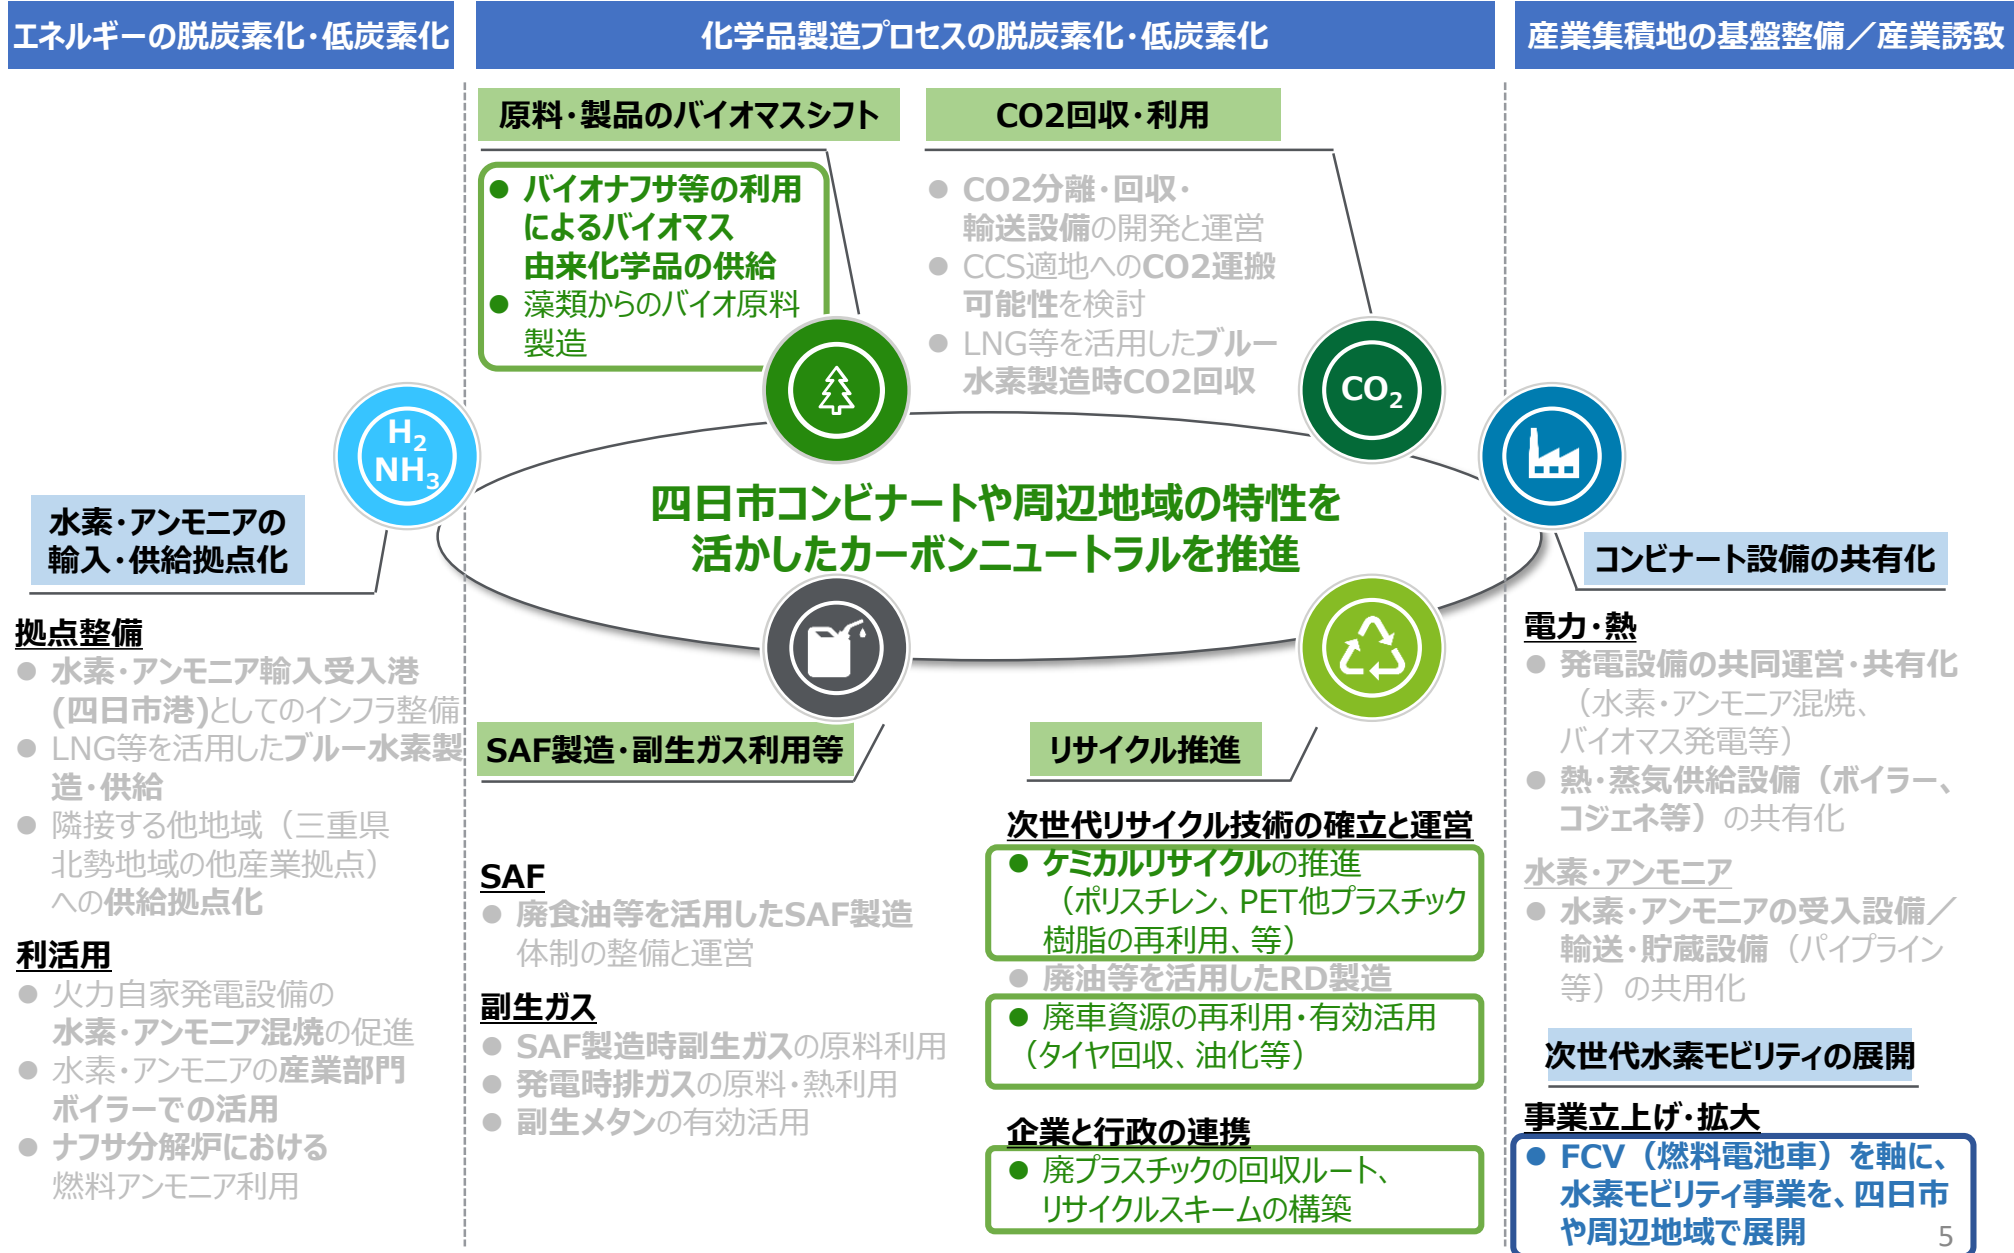 エネルギーの脱炭素化・低炭素化
化学品製造プロセスの脱炭素化・低炭素化
産業集積地の基盤整備／産業誘致
原料・製品のバイオマスシフト
● バイオナフサ等の利用
によるバイオマス
由来化学品の供給
● 藻類からのバイオ原料
製造
CO2回収・利用
● CO2分離・回収・
輸送設備の開発と運営
● CCS適地へのCO2運搬
可能性を検討
● LNG等を活用したブルー
水素製造時CO2回収
CO2
H2
NH3
四日市コンビナートや周辺地域の特性を
活かしたカーボンニュートラルを推進
水素・アンモニアの
輸入・供給拠点化
拠点整備
● 水素・アンモニア輸入受入港
(四日市港)としてのインフラ整備
● LNG等を活用したブルー水素製
造・供給
● 隣接する他地域（三重県
北勢地域の他産業拠点）
への供給拠点化
利活用
● 火力自家発電設備の
水素・アンモニア混焼の促進
● 水素・アンモニアの産業部門
ボイラーでの活用
● ナフサ分解炉における
燃料アンモニア利用
SAF製造・副生ガス利用等
SAF
● 廃食油等を活用したSAF製造
体制の整備と運営
副生ガス
● SAF製造時副生ガスの原料利用
● 発電時排ガスの原料・熱利用
● 副生メタンの有効活用
リサイクル推進
次世代リサイクル技術の確立と運営
● ケミカルリサイクルの推進
（ポリスチレン、PET他プラスチック
樹脂の再利用、等）
● 廃油等を活用したRD製造
● 廃車資源の再利用・有効活用
（タイヤ回収、油化等）
企業と行政の連携
● 廃プラスチックの回収ルート、
リサイクルスキームの構築
コンビナート設備の共有化
電力・熱
● 発電設備の共同運営・共有化
（水素・アンモニア混焼、
バイオマス発電等）
● 熱・蒸気供給設備（ボイラー、
コジェネ等）の共有化
水素・アンモニア
● 水素・アンモニアの受入設備／
輸送・貯蔵設備（パイプライン
等）の共用化
次世代水素モビリティの展開
事業立上げ・拡大
● FCV（燃料電池車）を軸に、
水素モビリティ事業を、四日市
や周辺地域で展開
5